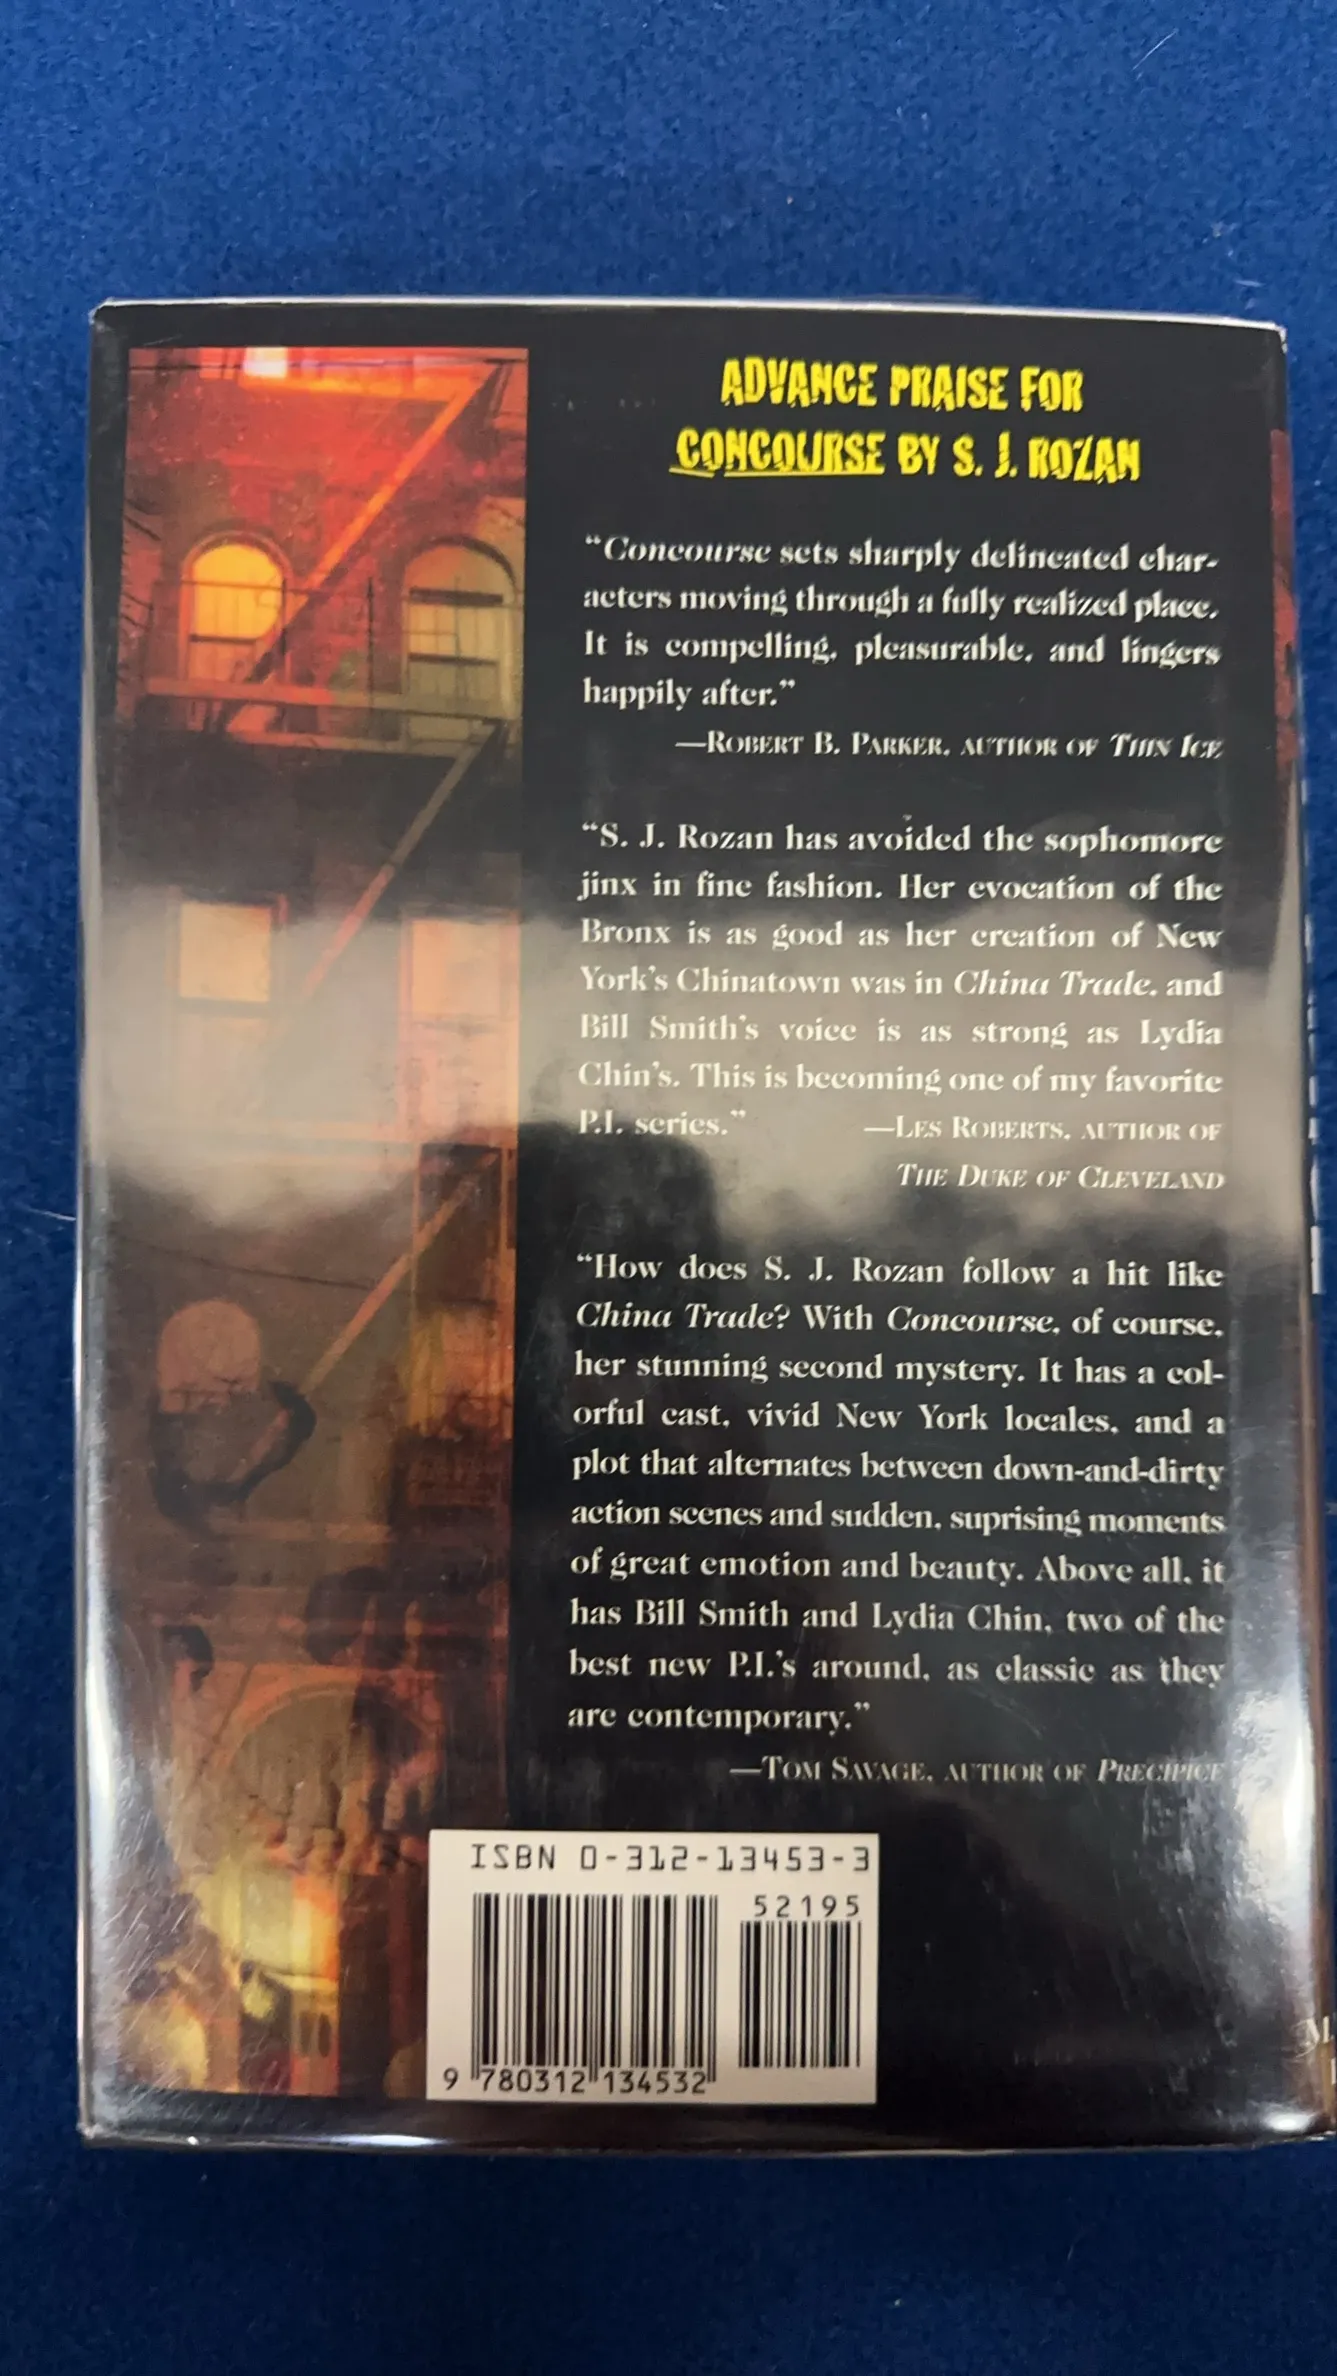 ADVANCE PRAISE FOR
CONCOURSE BY S. J. ROZAN
“Concourse sets sharply delineated char-
acters moving through a fully realized place.
It is compelling, pleasurable, and lingers
happily after.”
—ROBERT B. PARKER, AUTHOR OF THIN ICE
“S. J. Rozan has avoided the sophomore
jinx in fine fashion. Her evocation of the
Bronx is as good as her creation of New
York’s Chinatown was in China Trade, and
Bill Smith’s voice is as strong as Lydia
Chin’s. This is becoming one of my favorite
P.I. series.” —LES ROBERTS, AUTHOR OF
THE DUKE OF CLEVELAND
“How does S. J. Rozan follow a hit like
China Trade? With Concourse, of course,
her stunning second mystery. It has a col-
orful cast, vivid New York locales, and a
plot that alternates between down-and-dirty
action scenes and sudden, suprising moments
of great emotion and beauty. Above all, it
has Bill Smith and Lydia Chin, two of the
best new P.I.’s around, as classic as they
are contemporary.”
—TOM SAVAGE, AUTHOR OF PRECIPICE
ISBN 0-312-13453-3
52195
9 780312 134532